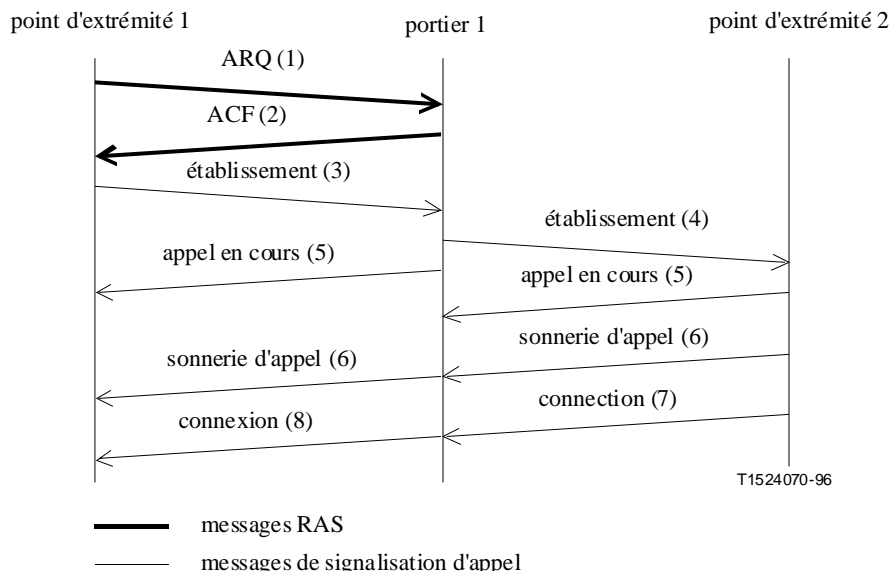 point d'extrémité 1
portier 1
point d'extrémité 2
ARQ (1)
ACF (2)
établissement (3)
établissement (4)
appel en cours (5)
appel en cours (5)
sonnerie d'appel (6)
sonnerie d'appel (6)
connection (7)
connexion (8)
T1524070-96
messages RAS
messages de signalisation d'appel